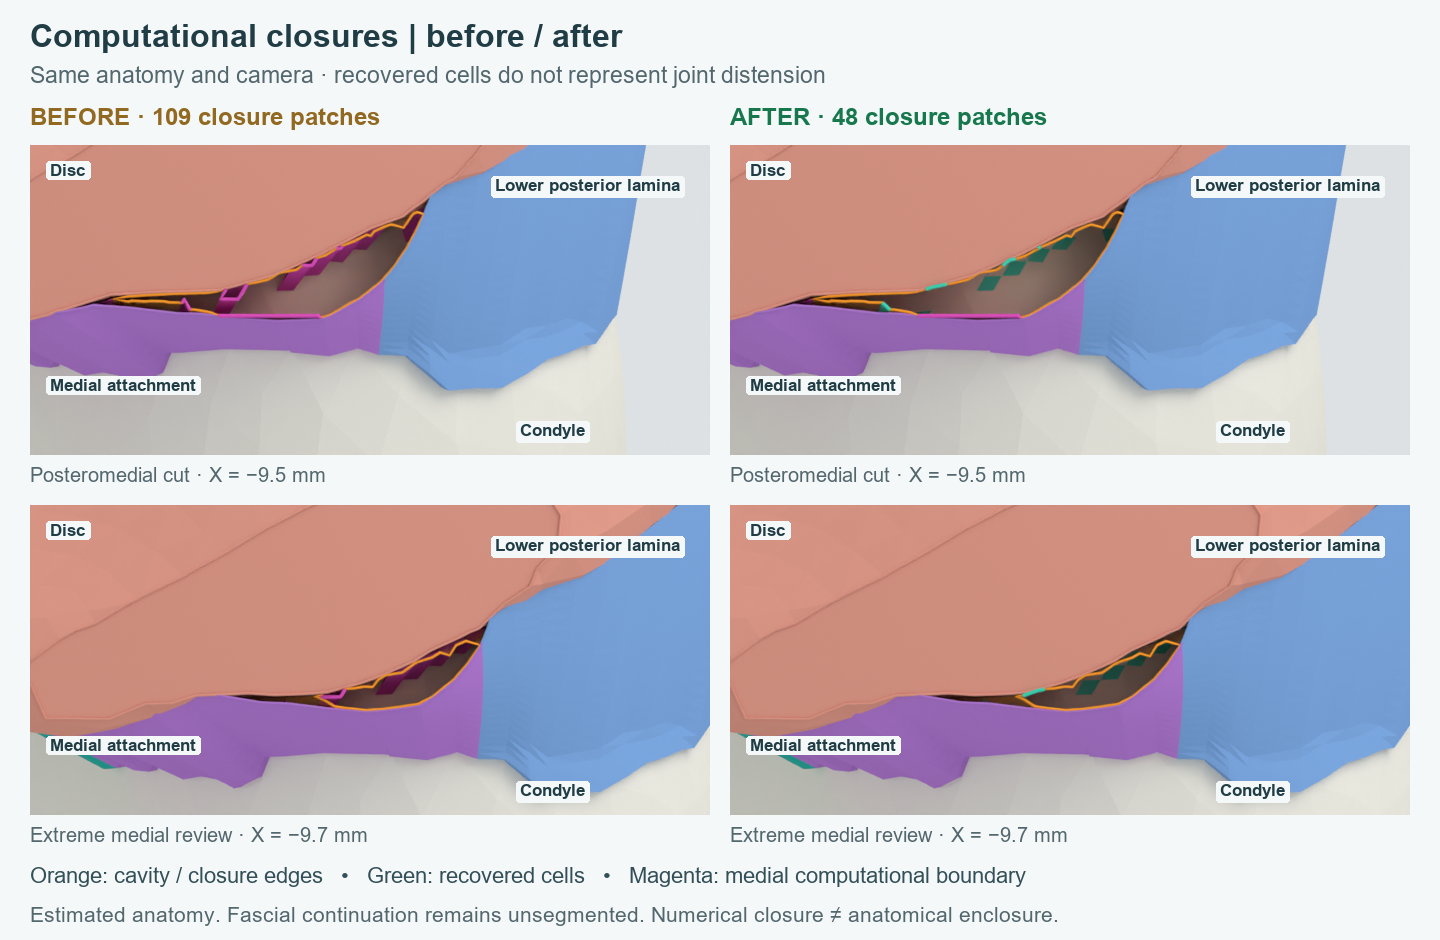 Computational closures | before / after
Same anatomy and camera · recovered cells do not represent joint distension
BEFORE · 109 closure patches
AFTER · 48 closure patches
Disc
Lower posterior lamina
Medial attachment
Condyle
Disc
Lower posterior lamina
Medial attachment
Condyle
Posteromedial cut · X = −9.5 mm
Posteromedial cut · X = −9.5 mm
Disc
Lower posterior lamina
Medial attachment
Condyle
Disc
Lower posterior lamina
Medial attachment
Condyle
Extreme medial review · X = −9.7 mm
Extreme medial review · X = −9.7 mm
Orange: cavity / closure edges • Green: recovered cells • Magenta: medial computational boundary
Estimated anatomy. Fascial continuation remains unsegmented. Numerical closure ≠ anatomical enclosure.